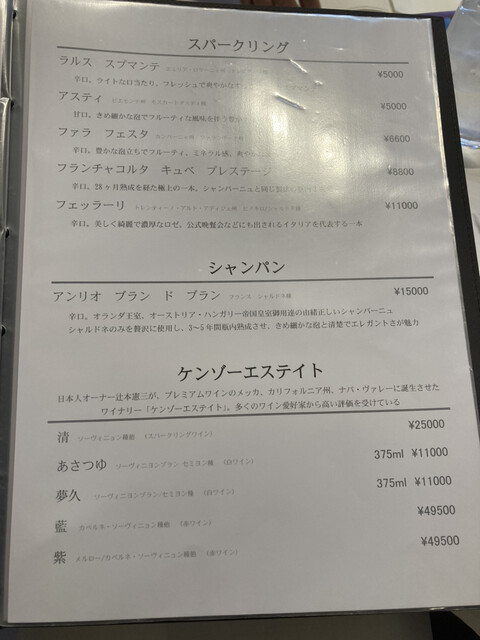 スパークリング
ラルス　スプマンテ ¥5000
辛口。ライトな口当たり、フレッシュで爽やかな
アスティ ¥5000
甘口。きめ細かな泡でフルーティな風味を伴う
ファラ　フェスタ ¥6600
辛口。豊かな泡立ちでフルーティ。ミネラル感、
フランチャコルタ　キュベ　プレステージ ¥8800
辛口。28ヶ月熟成を経た極上の一本。シャンパーニュと同じ製法
フェッラーリ ¥11000
辛口。美しく綺麗で濃厚なロゼ。公式晩餐会などにも出されるイタリアを代表する一本
シャンパン
アンリオ　ブラン　ド　ブラン　フランス　シャルドネ種 ¥15000
辛口。オランダ王室、オーストリア・ハンガリー帝国皇室御用達の由緒正しいシャンパーニュ
シャルドネのみを贅沢に使用し、3～5年間瓶内熟成させ、きめ細かな泡と清楚でエレガントさが魅力
ケンゾーエステイト
日本人オーナー辻本憲三が、プレミアムワインのメッカ、カリフォルニア州、ナパ・ヴァレーに誕生させた
ワイナリー「ケンゾーエステイト」。多くのワイン愛好家から高い評価を受けている
清　ソーヴィニヨン種他　（スパークリングワイン） ¥25000
あさつゆ　ソーヴィニヨンブラン セミヨン種　（白ワイン） 375ml ¥11000
夢久　ソーヴィニヨンブラン/セミヨン種　（白ワイン） 375ml ¥11000
藍　カベルネ・ソーヴィニョン種他　（赤ワイン） ¥49500
紫　メルロー/カベルネ・ソーヴィニョン種他　（赤ワイン） ¥49500